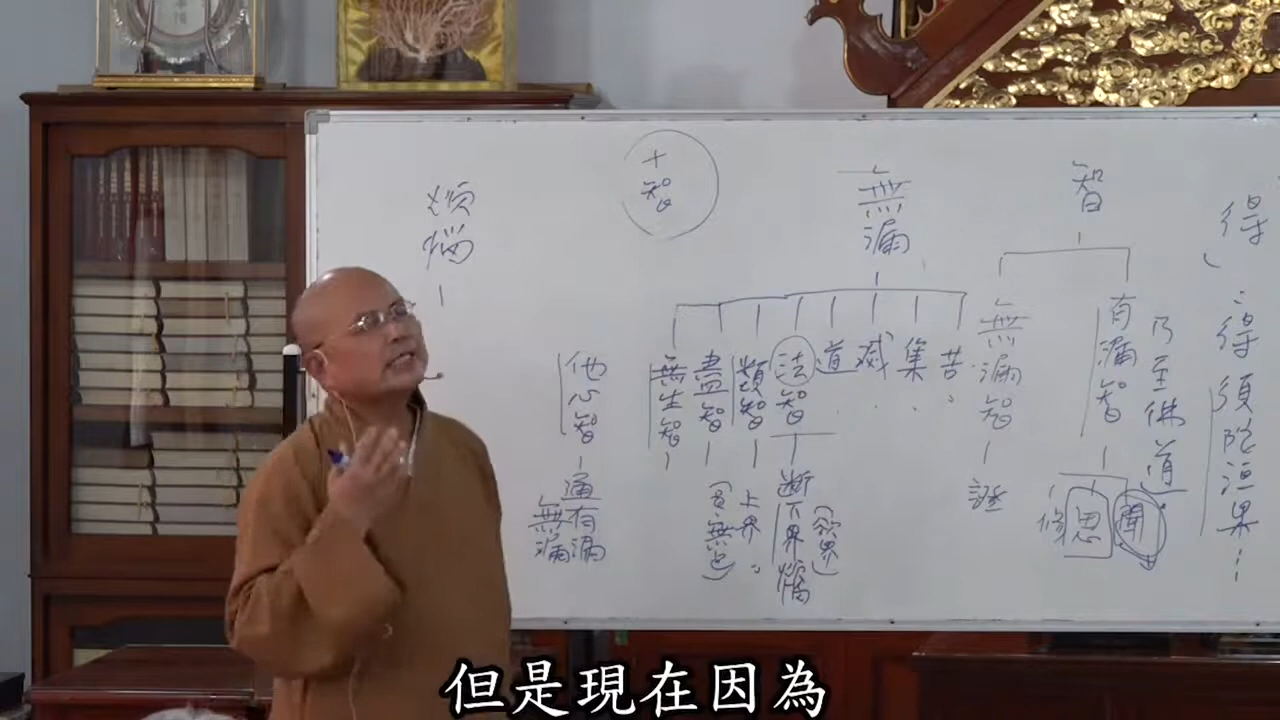 得
得須陀洹果…
乃至佛道
智
有漏智
聞
思
修
無漏智
證
無漏
苦
集
道
法智
斷下界煩
(欲界)
類智
上界
盡智
無生智
十智
他心智
通有漏
無漏
煩惱
但是現在因為